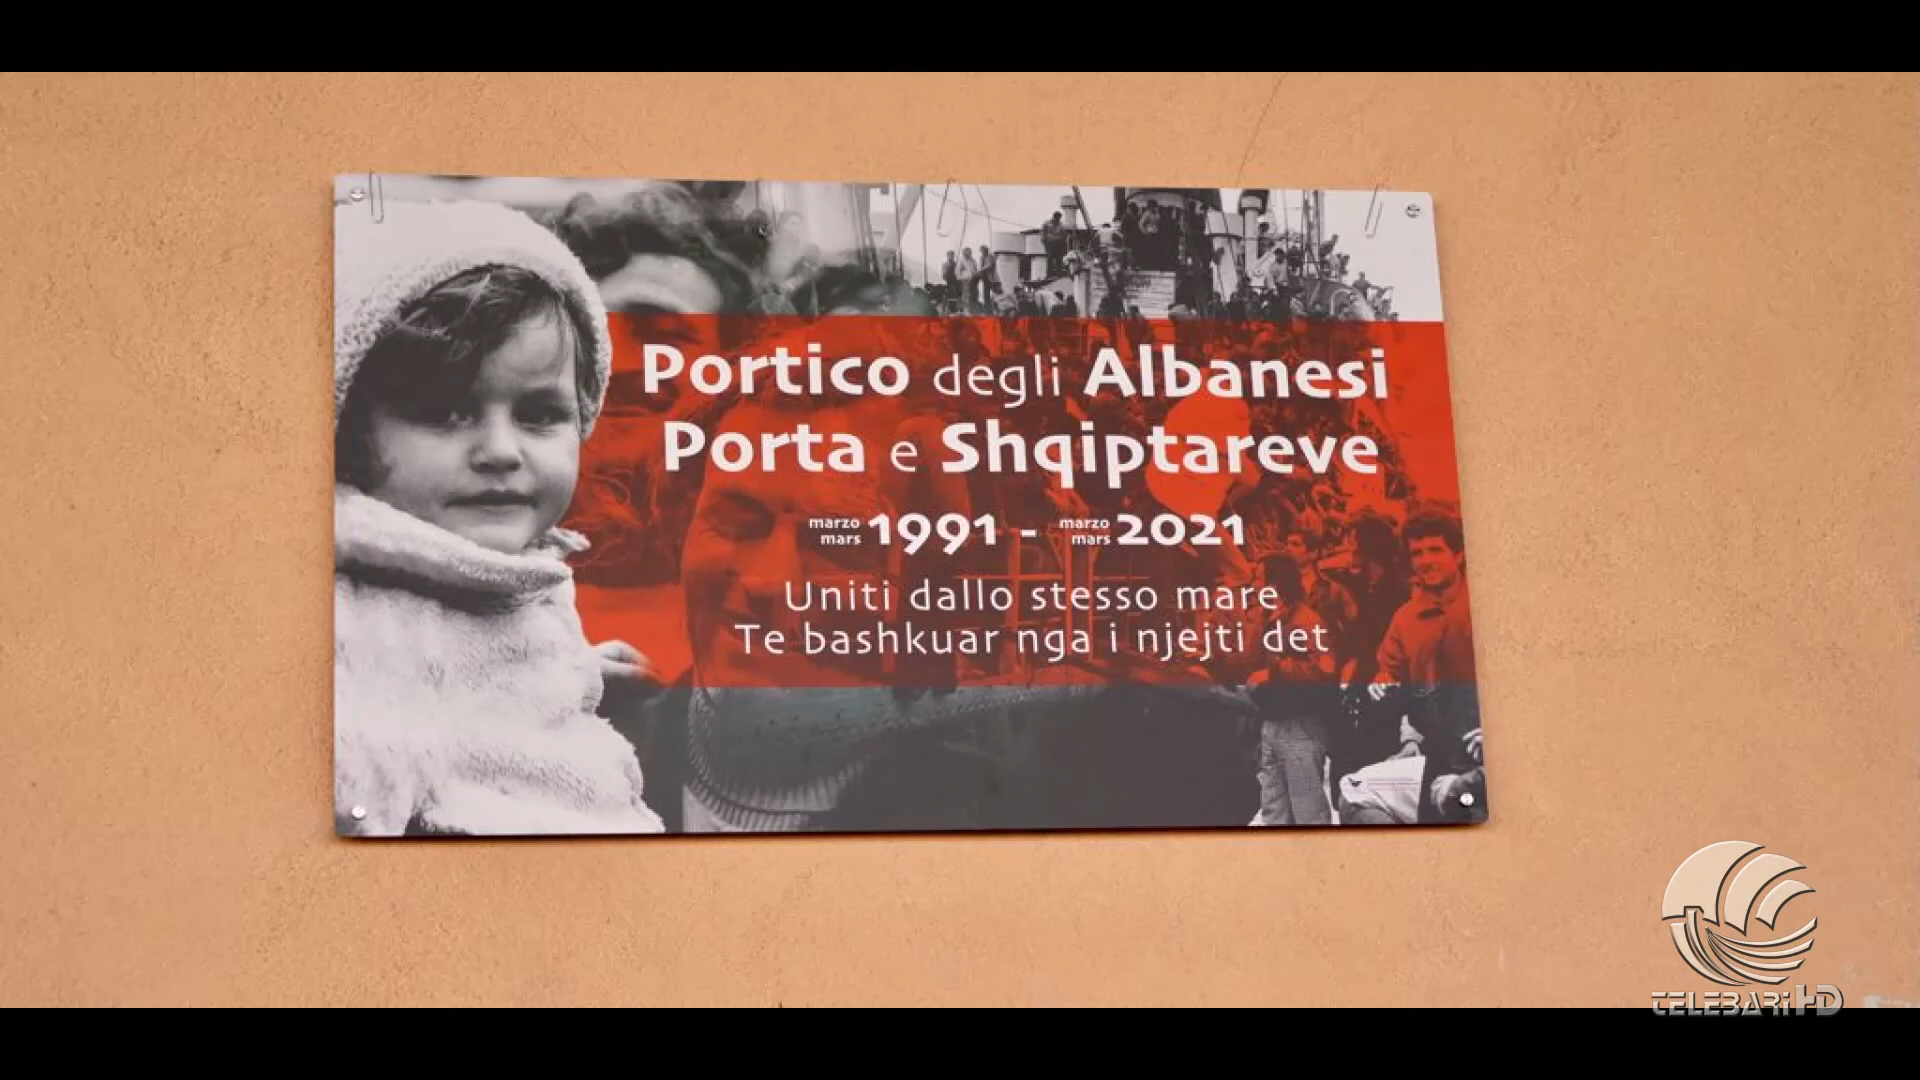 Portico degli Albanesi
Porta e Shqiptareve
marzo mars 1991 - marzo mars 2021
Uniti dallo stesso mare
Te bashkuar nga i njejti det
TELEBARI HD